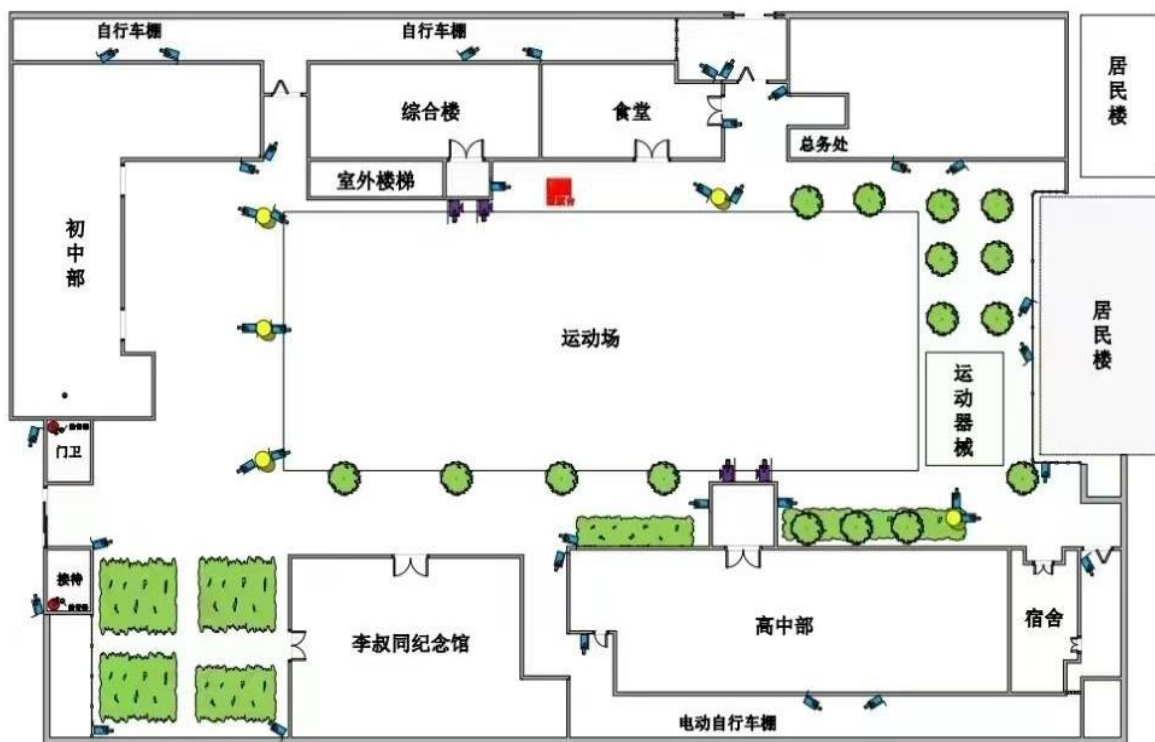 自行车棚
自行车棚
居民楼
综合楼
食堂
总务处
室外楼梯
初中部
运动场
居民楼
运动器械
门卫
接待
李叔同纪念馆
高中部
宿舍
电动自行车棚